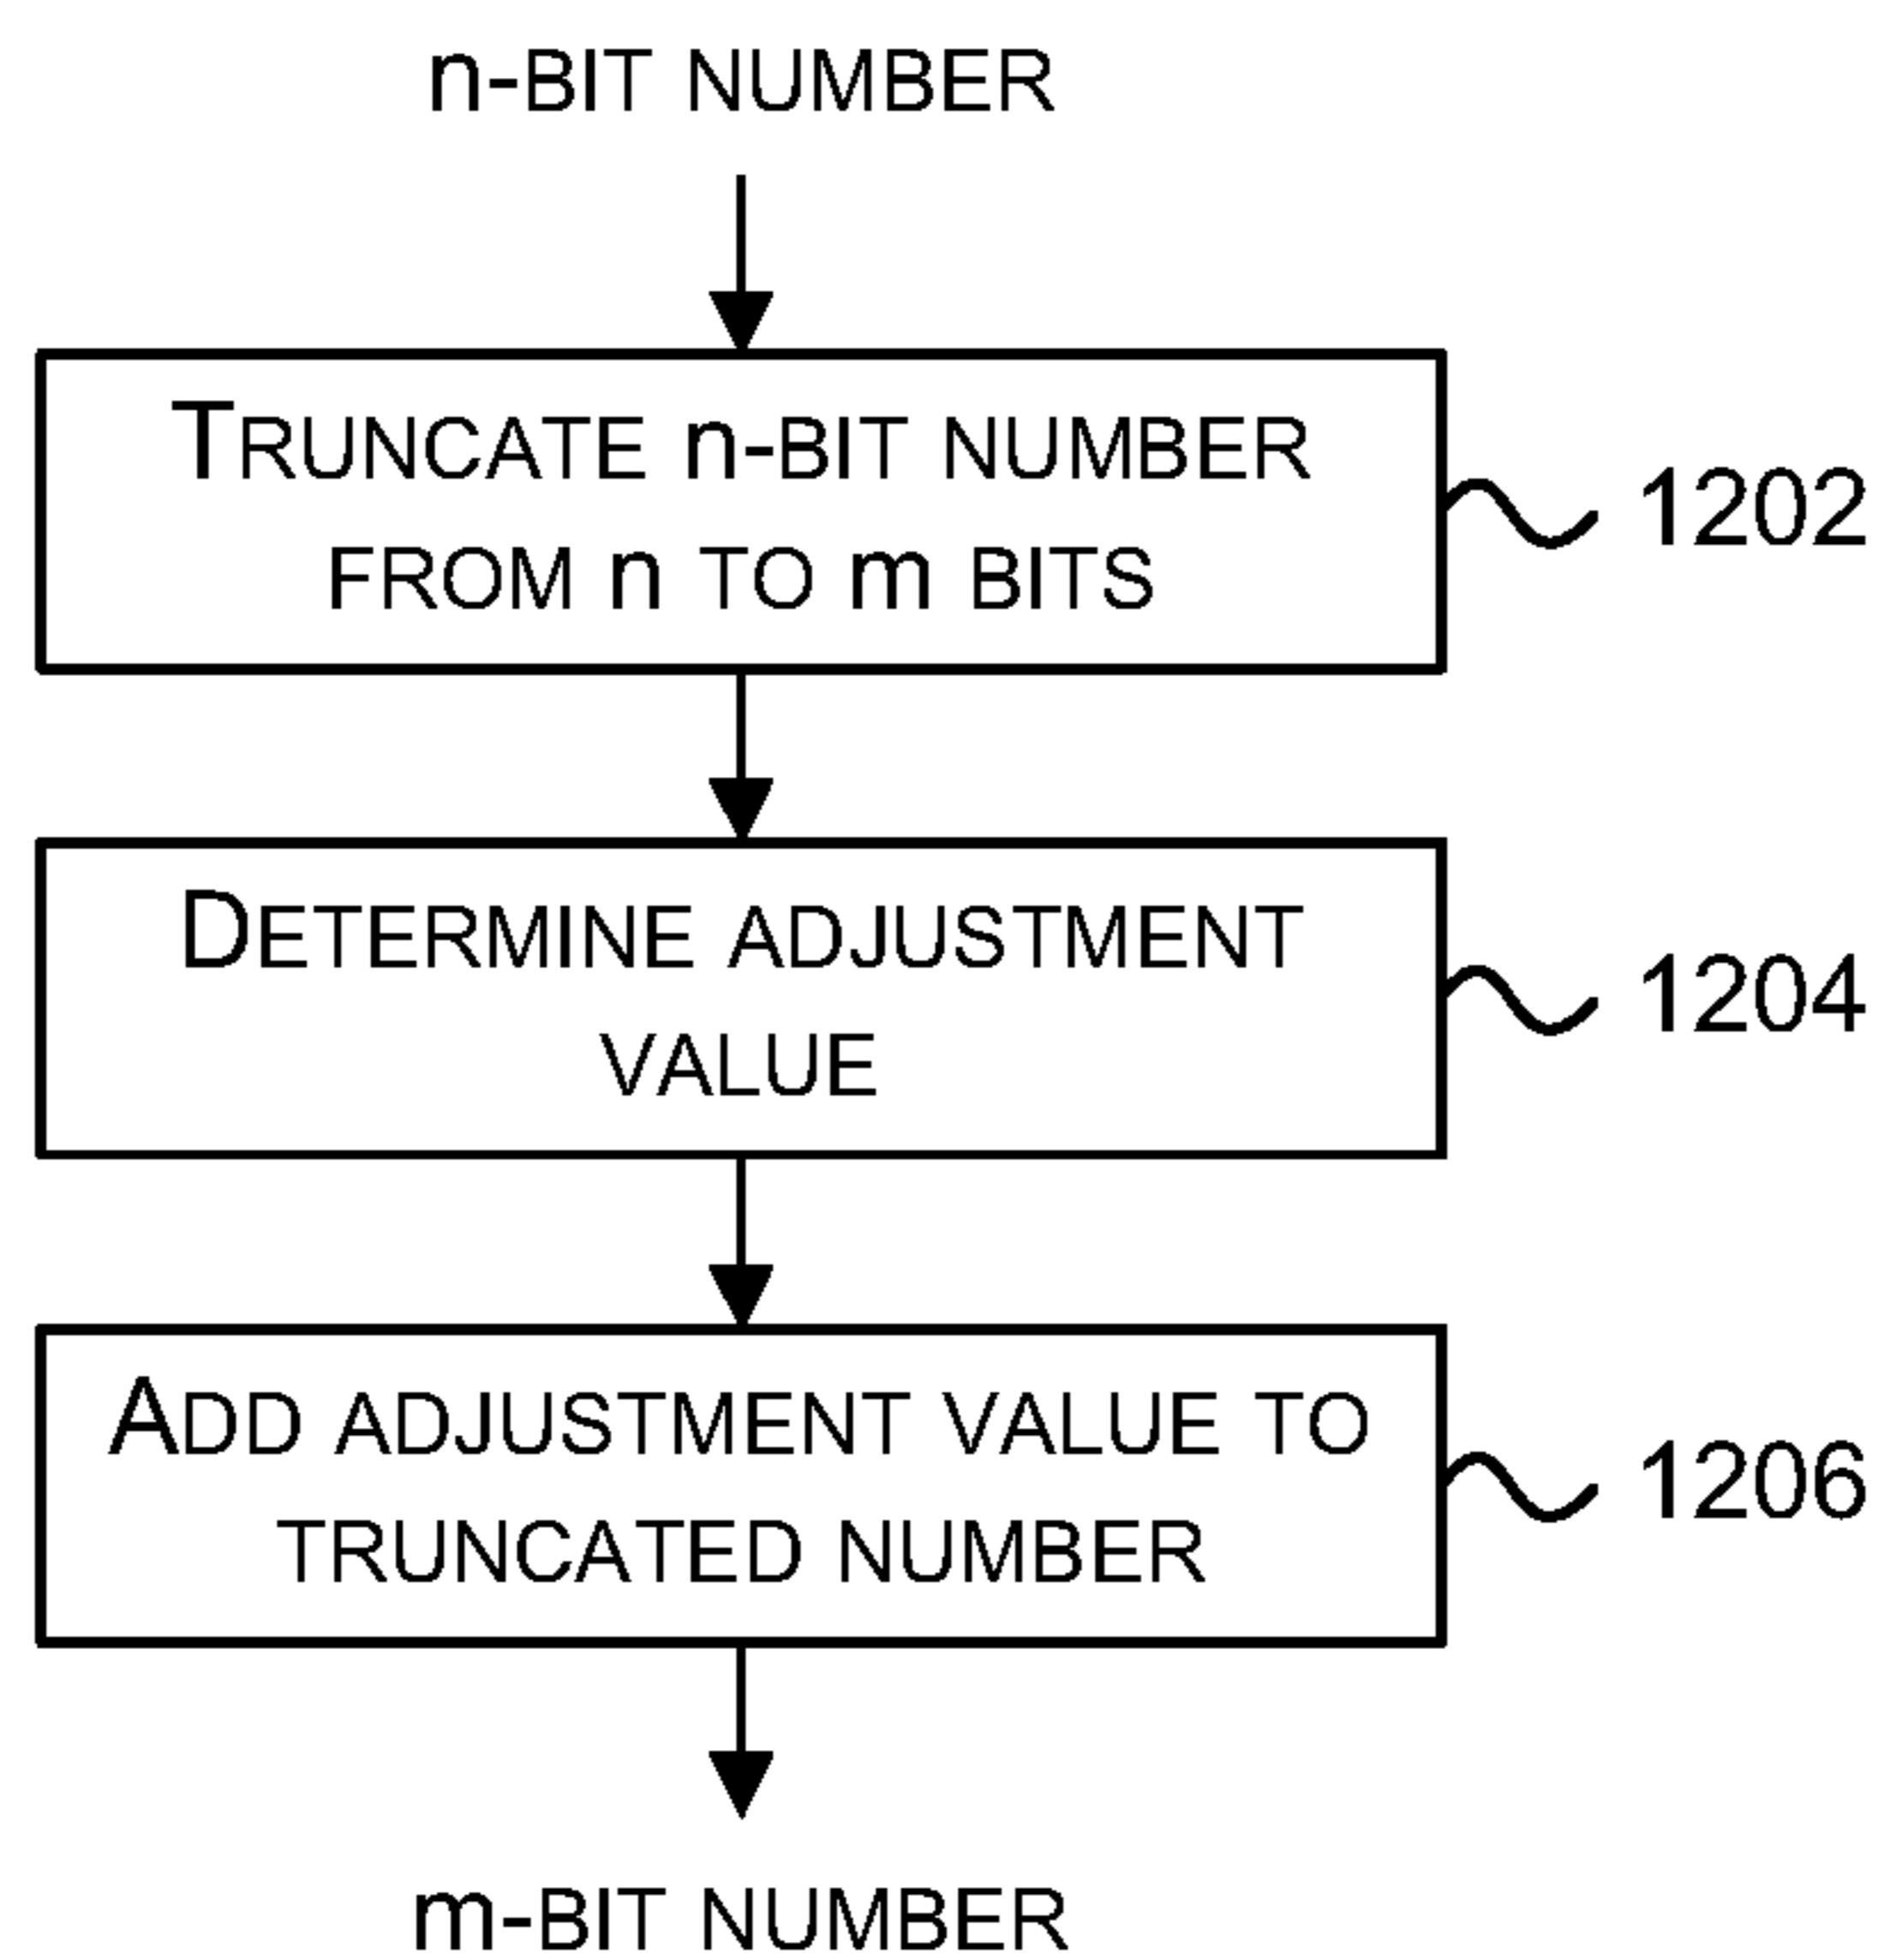 n-BIT NUMBER
TRUNCATE n-BIT NUMBER
FROM n TO m BITS
1202
DETERMINE ADJUSTMENT
VALUE
1204
ADD ADJUSTMENT VALUE TO
TRUNCATED NUMBER
1206
m-BIT NUMBER